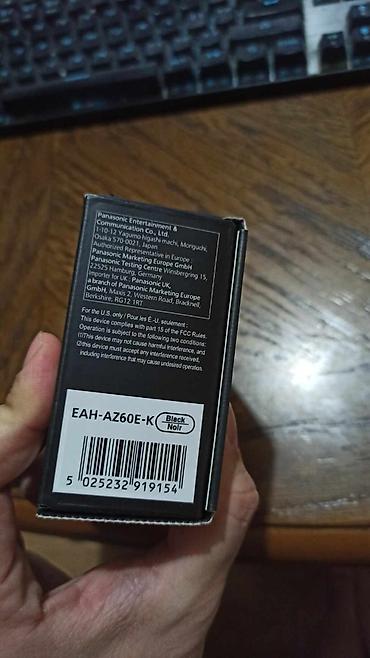 Panasonic Entertainment &
Communication Co., Ltd.
1-10-12 Yagumo-higashi-machi, Moriguchi,
Osaka 570-0021, Japan
Authorized Representative in Europe :
Panasonic Marketing Europe GmbH
Panasonic Testing Centre Winsbergring 15,
22525 Hamburg, Germany
Importer for UK : Panasonic UK,
a branch of Panasonic Marketing Europe
GmbH, Maxis 2, Western Road, Bracknell,
Berkshire, RG12 1RT
For the U.S. only / Pour les É.-U. seulement :
This device complies with part 15 of the FCC Rules.
Operation is subject to the following two conditions:
(1)This device may not cause harmful interference, and
(2)this device must accept any interference received,
including interference that may cause undesired operation.
EAH-AZ60E-K Black
Noir
5 025232 919154